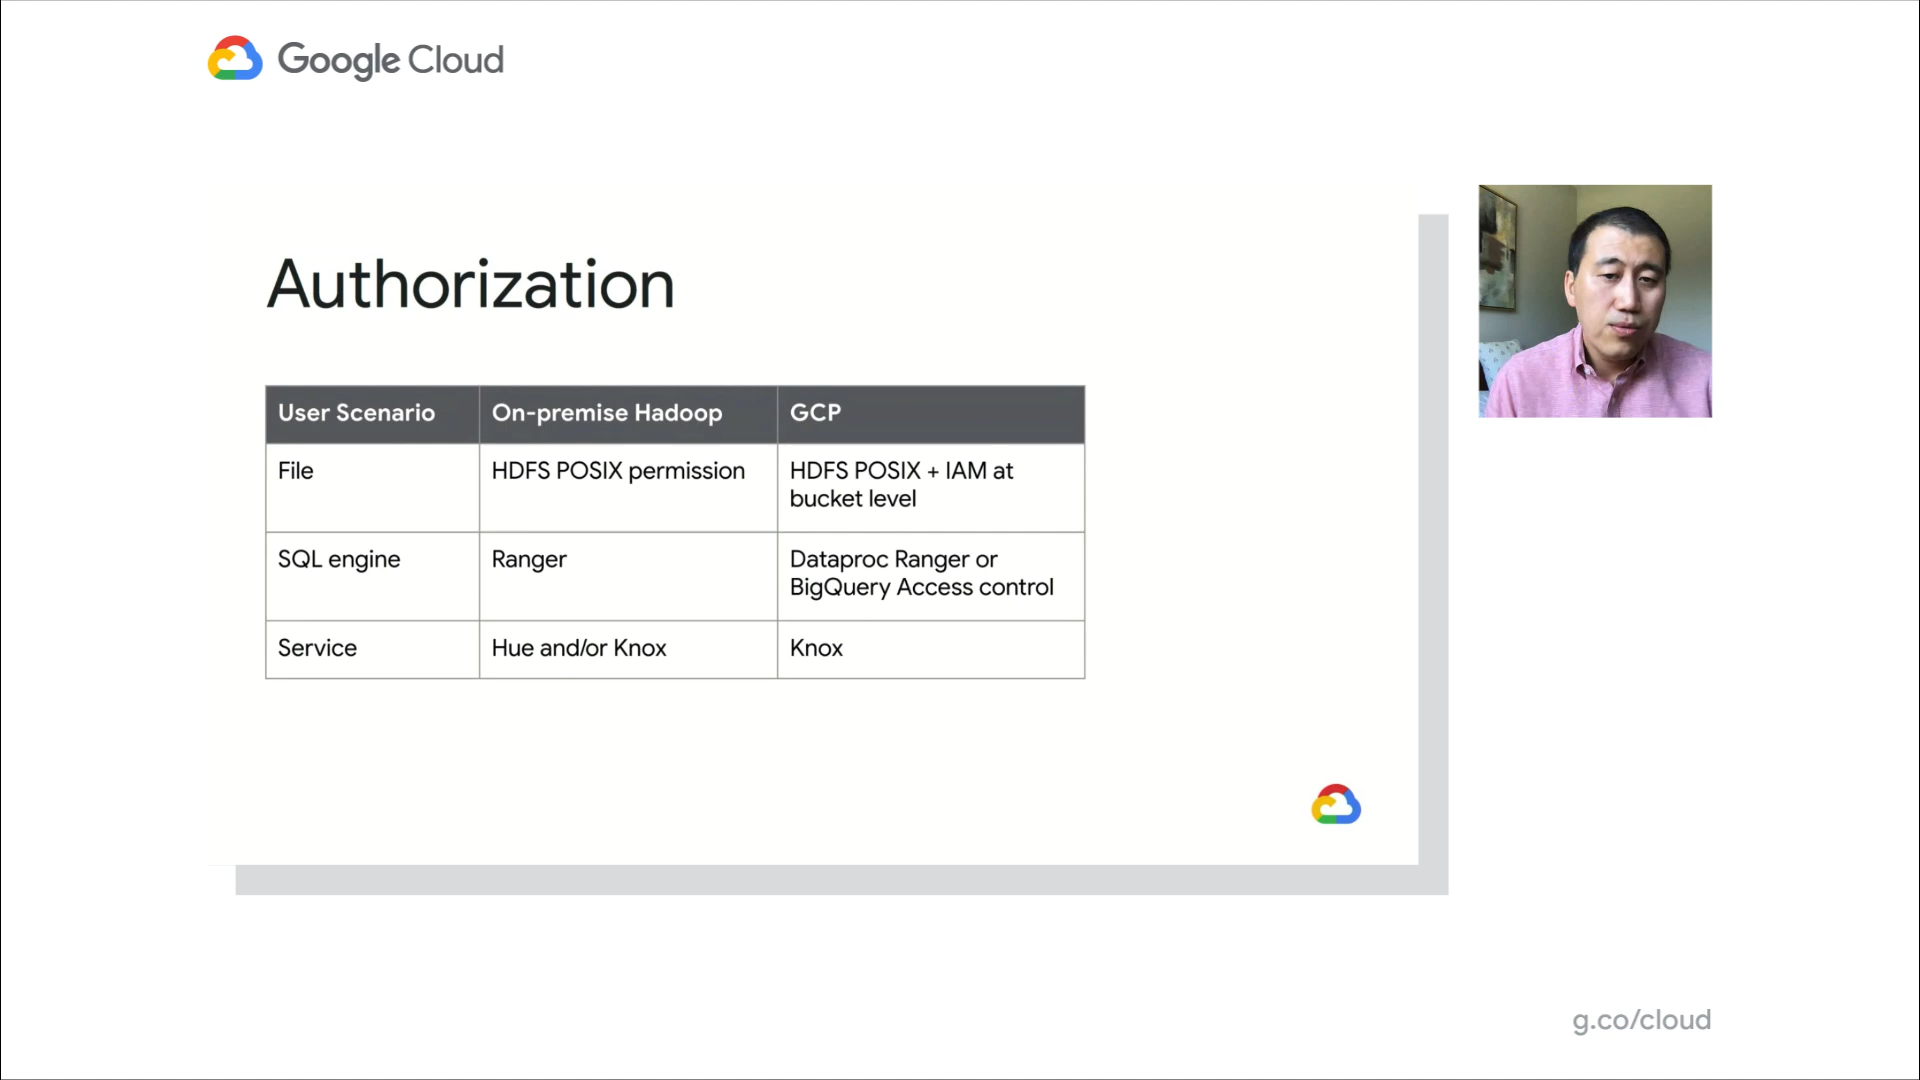 Google Cloud
Authorization
User Scenario
On-premise Hadoop
GCP
File
HDFS POSIX permission
HDFS POSIX + IAM at
bucket level
SQL engine
Ranger
Dataproc Ranger or
BigQuery Access control
Service
Hue and/or Knox
Knox
g.co/cloud